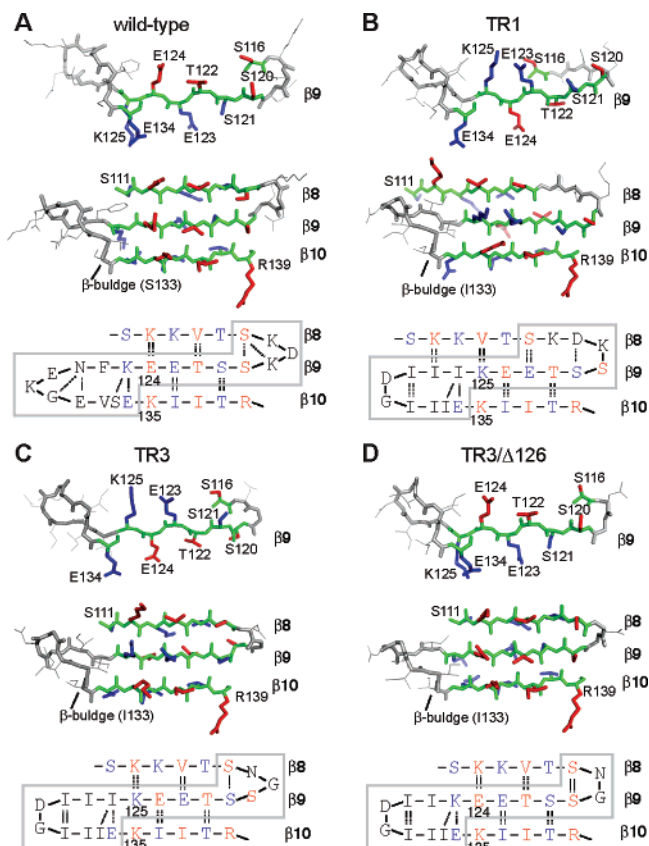 A wild-type
E124
T122
S116
S120
β9
S121
K125
E134
E123
S111
β8
β9
β10
R139
β-buldge (S133)
S K K V T S K D β8
K E N F K E E T S S K β9
124
K G E V S E K I I T R β10
135
B TR1
K125
E123
S116
S120
S121
β9
T122
E134
E124
S111
β8
β9
β10
R139
β-buldge (I133)
S K K V T S K D K β8
D I I I K E E T S S β9
125
G I I I E K I I T R β10
135
C TR3
K125
E123
S116
S121
β9
T122
S120
E134
E124
S111
β8
β9
β10
R139
β-buldge (I133)
S K K V T S N G β8
D I I I K E E T S S β9
125
G I I I E K I I T R β10
135
D TR3/Δ126
E124
T122
S116
S120
β9
S121
K125
E134
E123
S111
β8
β9
β10
R139
β-buldge (I133)
S K K V T S N β8
D I I K E E T S S G β9
124
G I I I E K I I T R β10
135